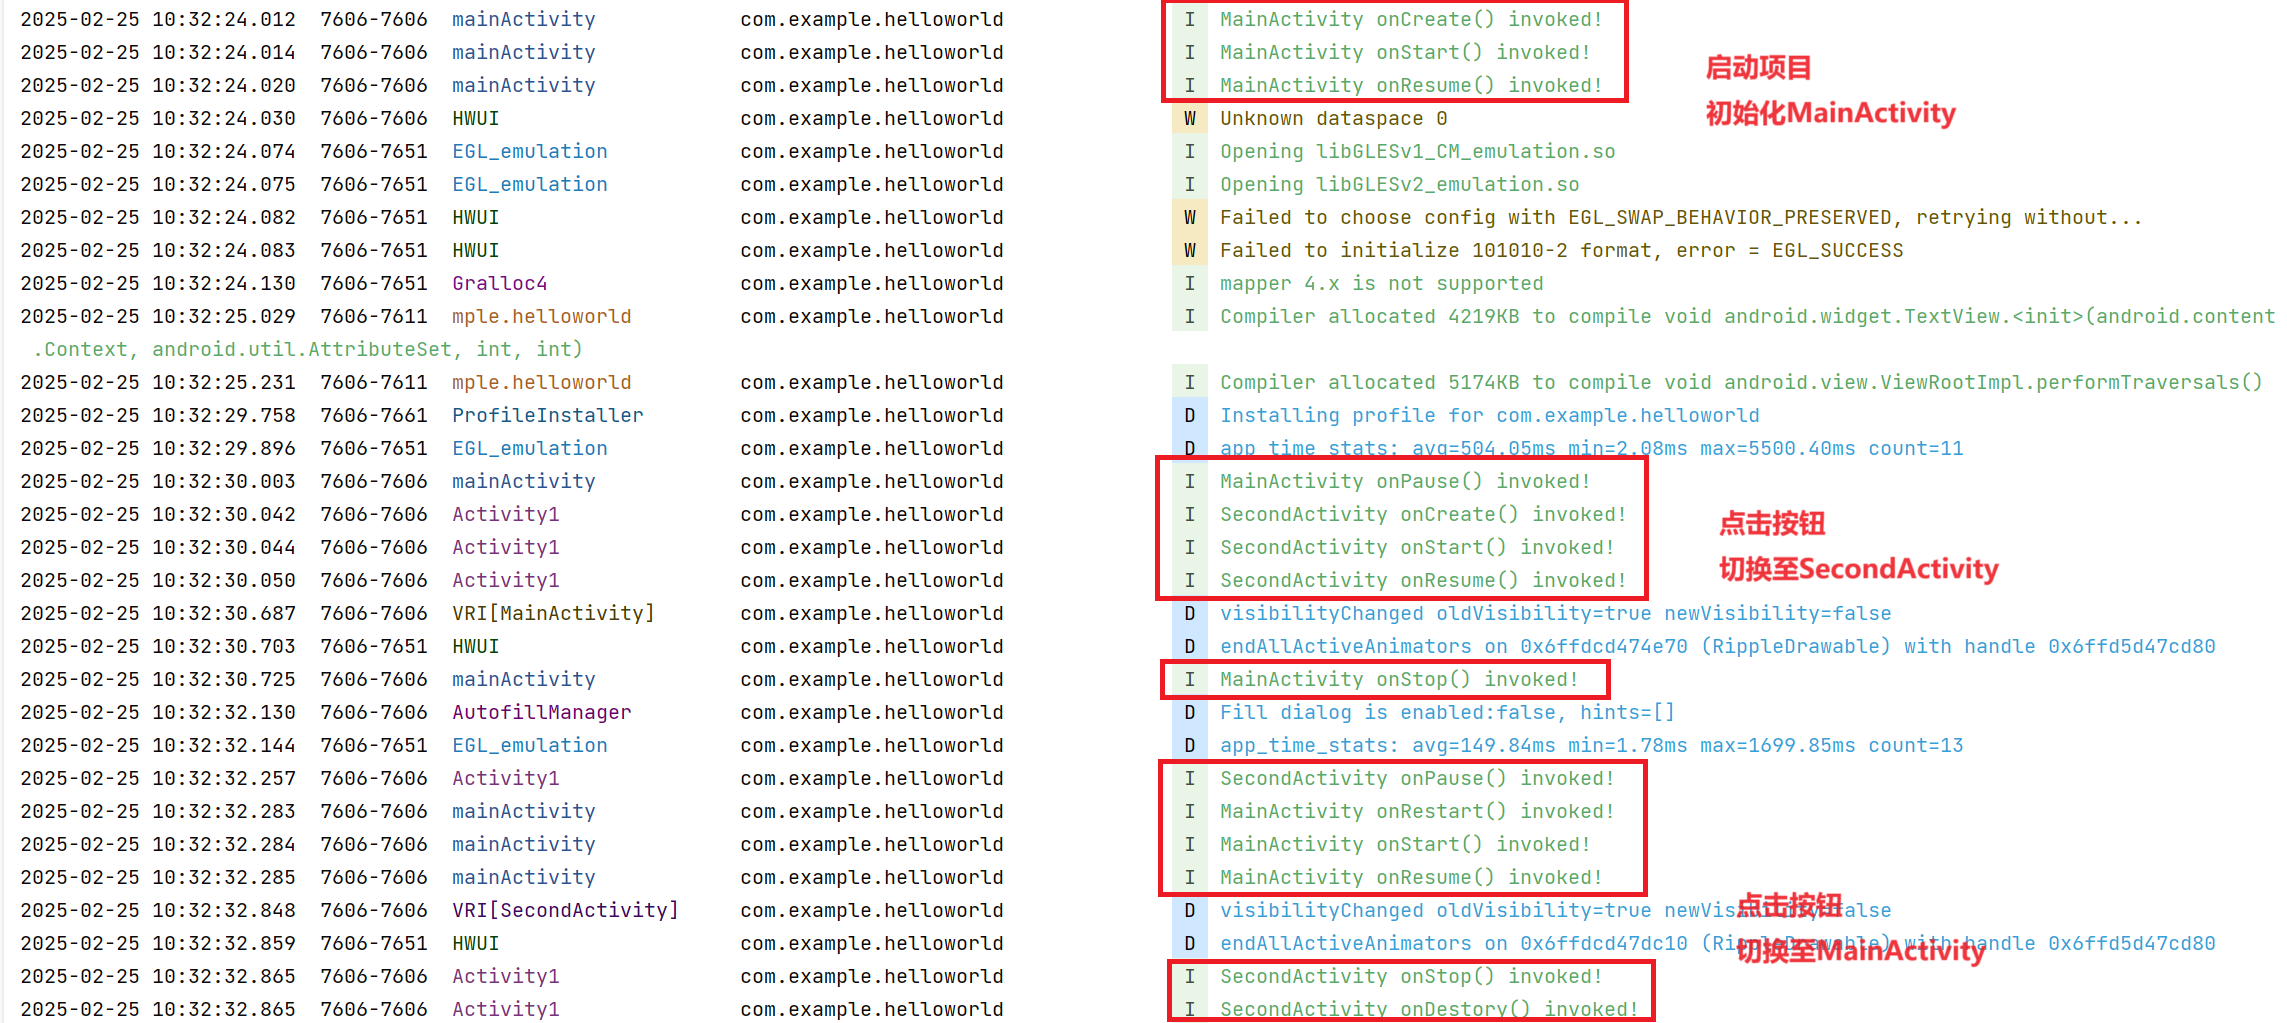 2025-02-25 10:32:24.012 7606-7606 mainActivity com.example.helloworld I MainActivity onCreate() invoked!
2025-02-25 10:32:24.014 7606-7606 mainActivity com.example.helloworld I MainActivity onStart() invoked!
启动项目
2025-02-25 10:32:24.020 7606-7606 mainActivity com.example.helloworld I MainActivity onResume() invoked!
初始化MainActivity
2025-02-25 10:32:24.030 7606-7606 HWUI com.example.helloworld W Unknown dataspace 0
2025-02-25 10:32:24.074 7606-7651 EGL_emulation com.example.helloworld I Opening libGLESv1_CM_emulation.so
2025-02-25 10:32:24.075 7606-7651 EGL_emulation com.example.helloworld I Opening libGLESv2_emulation.so
2025-02-25 10:32:24.082 7606-7651 HWUI com.example.helloworld W Failed to choose config with EGL_SWAP_BEHAVIOR_PRESERVED, retrying without...
2025-02-25 10:32:24.083 7606-7651 HWUI com.example.helloworld W Failed to initialize 101010-2 format, error = EGL_SUCCESS
2025-02-25 10:32:24.130 7606-7651 Gralloc4 com.example.helloworld I mapper 4.x is not supported
2025-02-25 10:32:25.029 7606-7611 mple.helloworld com.example.helloworld I Compiler allocated 4219KB to compile void android.widget.TextView.<init>(android.content
.Context, android.util.AttributeSet, int, int)
2025-02-25 10:32:25.231 7606-7611 mple.helloworld com.example.helloworld I Compiler allocated 5174KB to compile void android.view.ViewRootImpl.performTraversals()
2025-02-25 10:32:29.758 7606-7661 ProfileInstaller com.example.helloworld D Installing profile for com.example.helloworld
2025-02-25 10:32:29.896 7606-7651 EGL_emulation com.example.helloworld D app_time_stats: avg=504.05ms min=2.08ms max=5500.40ms count=11
2025-02-25 10:32:30.003 7606-7606 mainActivity com.example.helloworld I MainActivity onPause() invoked!
2025-02-25 10:32:30.042 7606-7606 Activity1 com.example.helloworld I SecondActivity onCreate() invoked!
点击按钮
2025-02-25 10:32:30.044 7606-7606 Activity1 com.example.helloworld I SecondActivity onStart() invoked!
切换至SecondActivity
2025-02-25 10:32:30.050 7606-7606 Activity1 com.example.helloworld I SecondActivity onResume() invoked!
2025-02-25 10:32:30.687 7606-7606 VRI[MainActivity] com.example.helloworld D visibilityChanged oldVisibility=true newVisibility=false
2025-02-25 10:32:30.703 7606-7651 HWUI com.example.helloworld D endAllActiveAnimators on 0x6ffdcd474e70 (RippleDrawable) with handle 0x6ffd5d47cd80
2025-02-25 10:32:30.725 7606-7606 mainActivity com.example.helloworld I MainActivity onStop() invoked!
2025-02-25 10:32:32.130 7606-7606 AutofillManager com.example.helloworld D Fill dialog is enabled:false, hints=[]
2025-02-25 10:32:32.144 7606-7651 EGL_emulation com.example.helloworld D app_time_stats: avg=149.84ms min=1.78ms max=1699.85ms count=13
2025-02-25 10:32:32.257 7606-7606 Activity1 com.example.helloworld I SecondActivity onPause() invoked!
2025-02-25 10:32:32.283 7606-7606 mainActivity com.example.helloworld I MainActivity onRestart() invoked!
2025-02-25 10:32:32.284 7606-7606 mainActivity com.example.helloworld I MainActivity onStart() invoked!
2025-02-25 10:32:32.285 7606-7606 mainActivity com.example.helloworld I MainActivity onResume() invoked!
点击按钮
2025-02-25 10:32:32.848 7606-7606 VRI[SecondActivity] com.example.helloworld D visibilityChanged oldVisibility=true newVisibility=false
2025-02-25 10:32:32.859 7606-7651 HWUI com.example.helloworld D endAllActiveAnimators on 0x6ffdcd47dc10 (RippleDrawable) with handle 0x6ffd5d47cd80
切换至MainActivity
2025-02-25 10:32:32.865 7606-7606 Activity1 com.example.helloworld I SecondActivity onStop() invoked!
2025-02-25 10:32:32.865 7606-7606 Activity1 com.example.helloworld I SecondActivity onDestory() invoked!